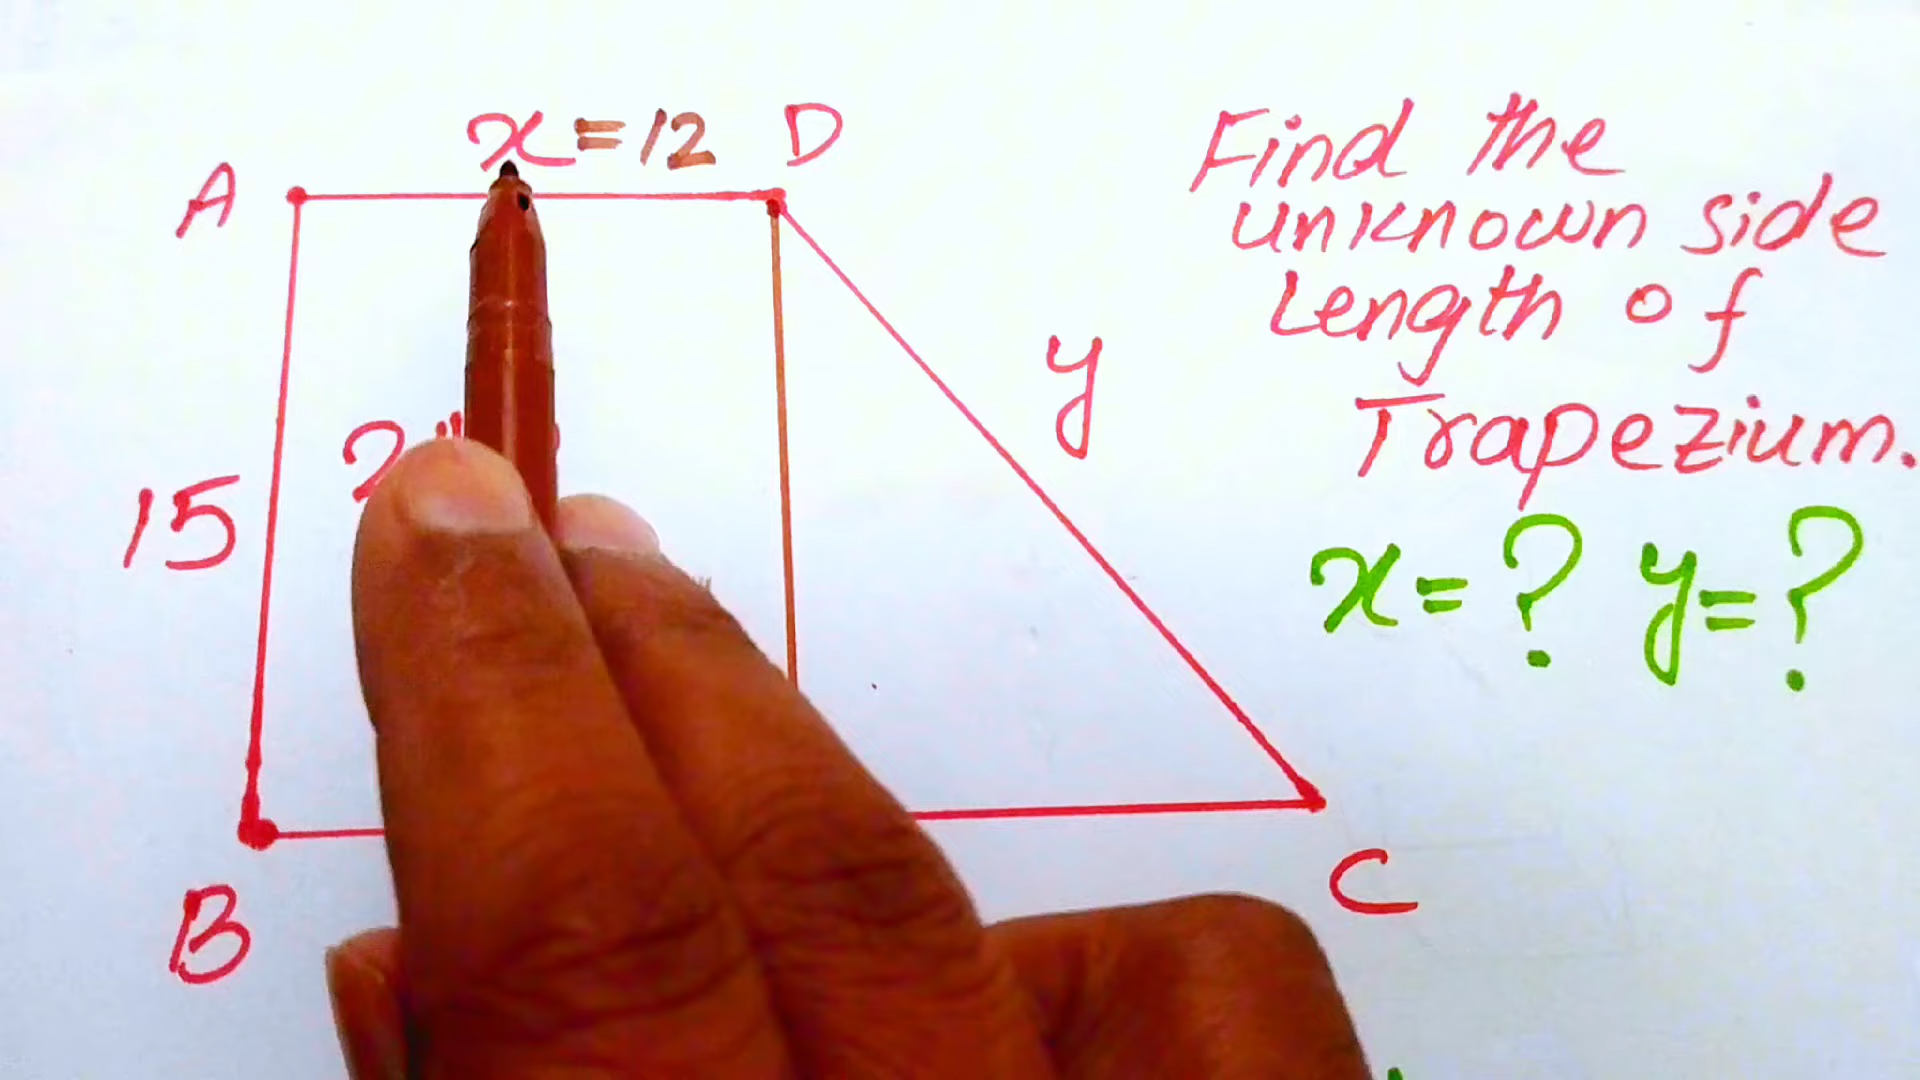 x = 12
D
A
y
15
B
C
Find the
unknown side
Length of
Trapezium.
x = ? y = ?